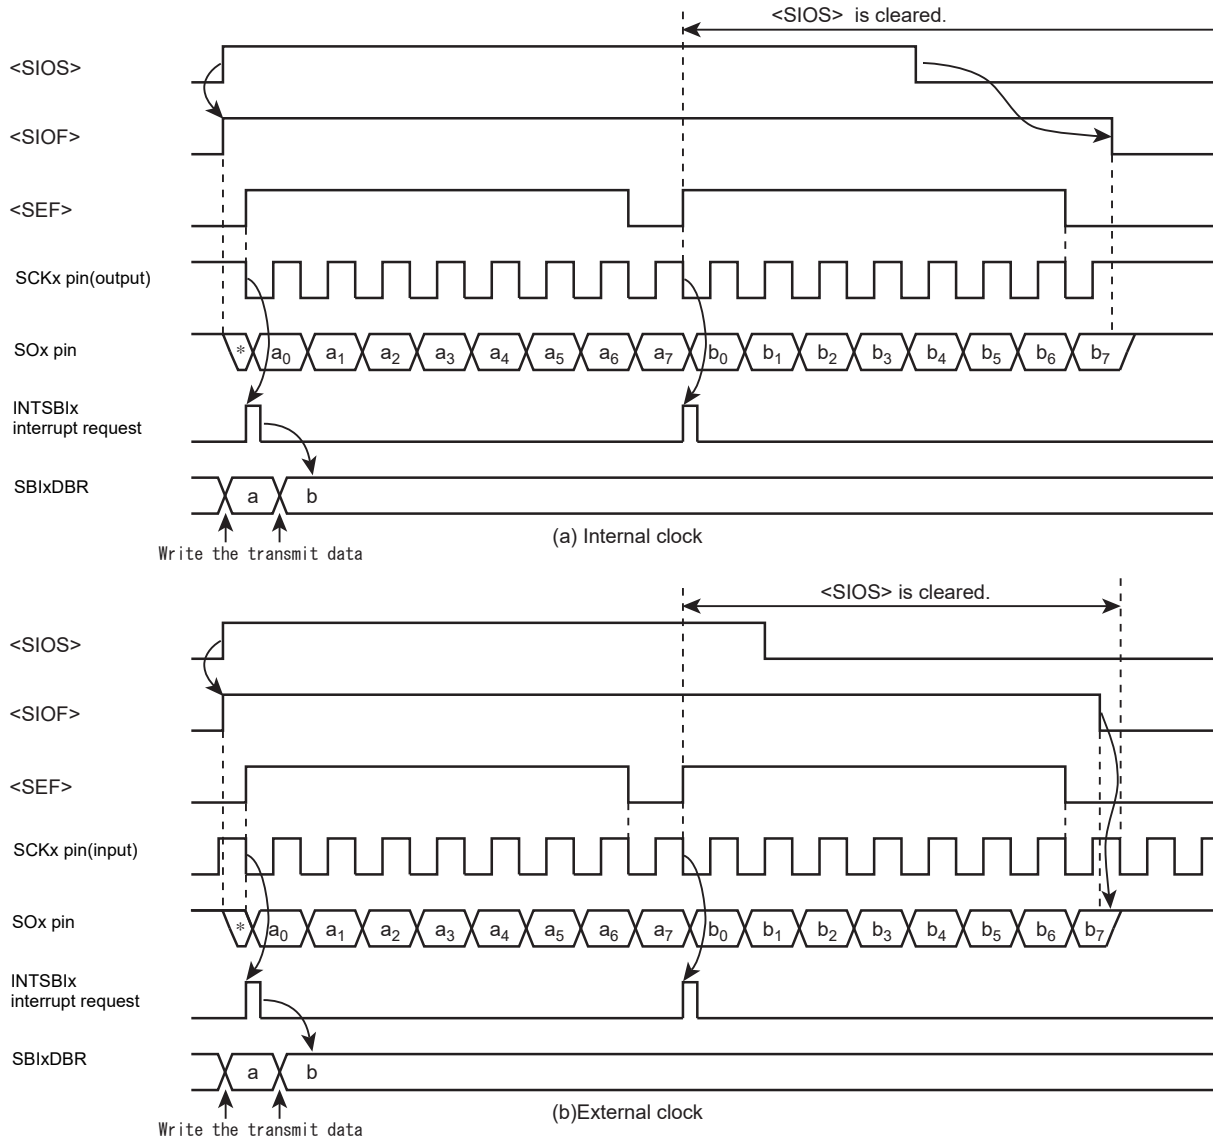 <SIOS> is cleared.
<SIOS>
<SIOF>
<SEF>
SCKx pin(output)
SOx pin
* a0 a1 a2 a3 a4 a5 a6 a7 b0 b1 b2 b3 b4 b5 b6 b7
INTSBIx
interrupt request
SBIxDBR
a b
Write the transmit data
(a) Internal clock
<SIOS> is cleared.
<SIOS>
<SIOF>
<SEF>
SCKx pin(input)
SOx pin
* a0 a1 a2 a3 a4 a5 a6 a7 b0 b1 b2 b3 b4 b5 b6 b7
INTSBIx
interrupt request
SBIxDBR
a b
Write the transmit data
(b)External clock